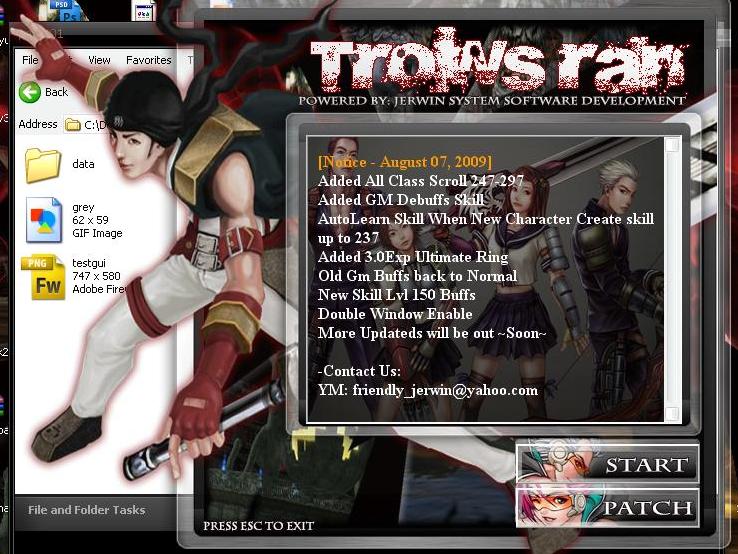 PSD
Ps
File
View
Favorites
T
Back
Address
C:\D
data
grey
62 x 59
GIF Image
PNG
Fw
testgui
747 x 580
Adobe Fire
File and Folder Tasks
Trowsran
POWERED BY: JERWIN SYSTEM SOFTWARE DEVELOPMENT
[Notice - August 07, 2009]
Added All Class Scroll 247-297
Added GM Debuffs Skill
AutoLearn Skill When New Character Create skill
up to 237
Added 3.0Exp Ultimate Ring
Old Gm Buffs back to Normal
New Skill Lvl 150 Buffs
Double Window Enable
More Updateds will be out ~Soon~
-Contact Us:
YM: friendly_jerwin@yahoo.com
START
PATCH
PRESS ESC TO EXIT